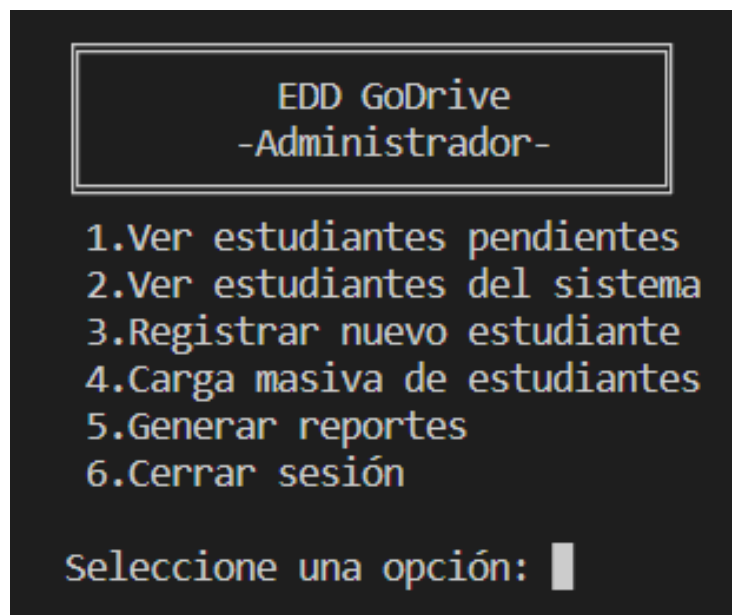 EDD GoDrive
-Administrador-
1.Ver estudiantes pendientes
2.Ver estudiantes del sistema
3.Registrar nuevo estudiante
4.Carga masiva de estudiantes
5.Generar reportes
6.Cerrar sesión
Seleccione una opción: